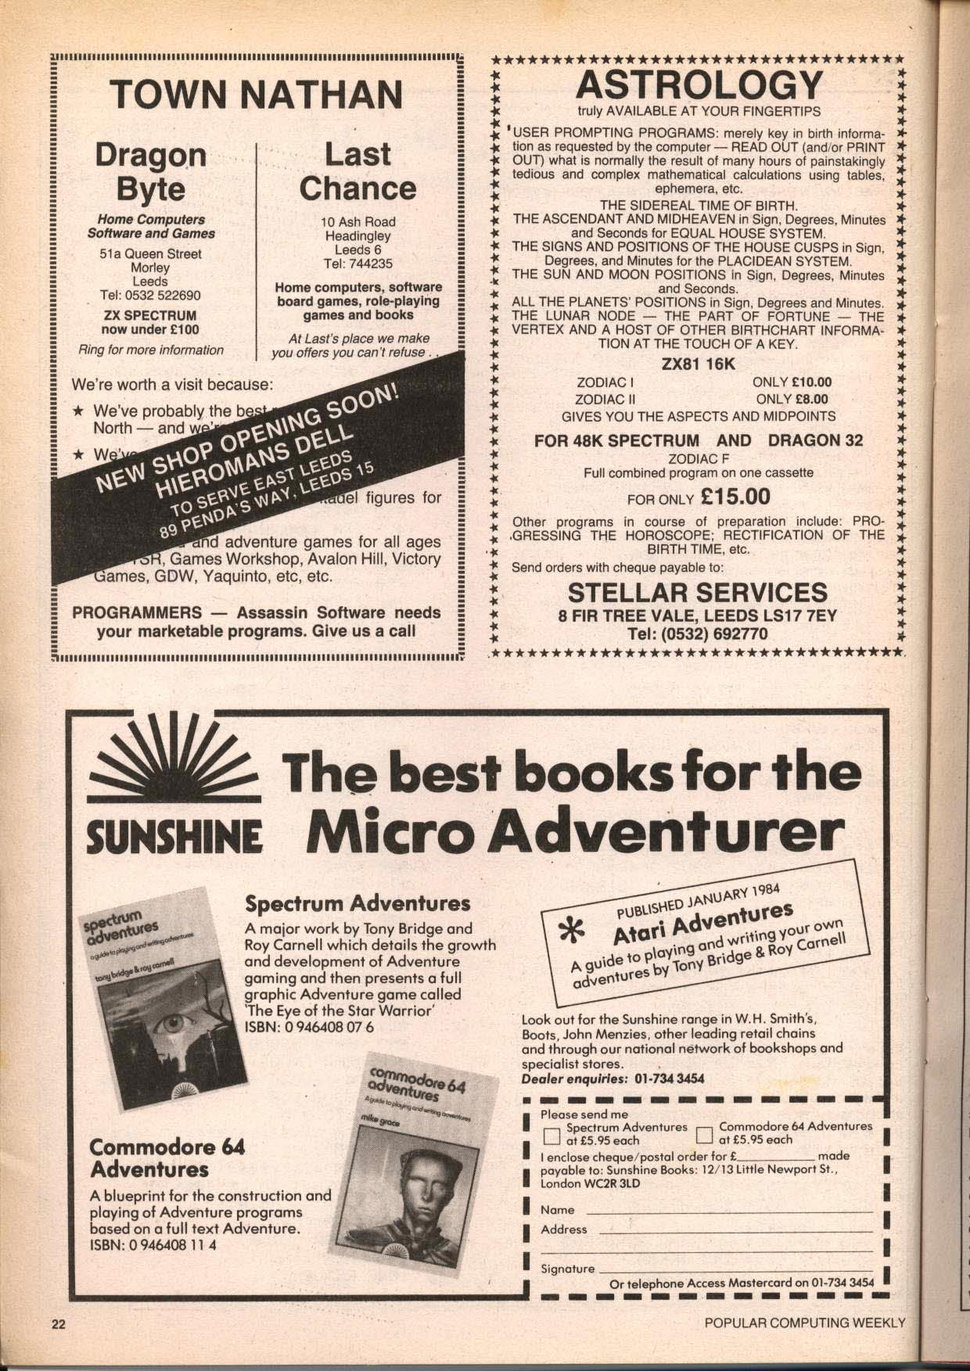 TOWN NATHAN
Dragon
Byte
Home Computers
Software and Games
51a Queen Street
Morley
Leeds
Tel: 0532 522690
ZX SPECTRUM
now under £100
Ring for more information
Last
Chance
10 Ash Road
Headingley
Leeds 6
Tel: 744235
Home computers, software
board games, role-playing
games and books
At Last's place we make
you offers you can't refuse . .
We're worth a visit because:
★ We've probably the best
North — and we're
★ We've
NEW SHOP OPENING SOON!
HIEROMANS DELL
TO SERVE EAST LEEDS
89 PENDA'S WAY, LEEDS 15
figures for
and adventure games for all ages
Games Workshop, Avalon Hill, Victory
Games, GDW, Yaquinto, etc, etc.
PROGRAMMERS — Assassin Software needs
your marketable programs. Give us a call
ASTROLOGY
truly AVAILABLE AT YOUR FINGERTIPS
'USER PROMPTING PROGRAMS: merely key in birth informa-
tion as requested by the computer — READ OUT (and/or PRINT
OUT) what is normally the result of many hours of painstakingly
tedious and complex mathematical calculations using tables,
ephemera, etc.
THE SIDEREAL TIME OF BIRTH.
THE ASCENDANT AND MIDHEAVEN in Sign, Degrees, Minutes
and Seconds for EQUAL HOUSE SYSTEM.
THE SIGNS AND POSITIONS OF THE HOUSE CUSPS in Sign,
Degrees, and Minutes for the PLACIDEAN SYSTEM.
THE SUN AND MOON POSITIONS in Sign, Degrees, Minutes
and Seconds.
ALL THE PLANETS' POSITIONS in Sign, Degrees and Minutes.
THE LUNAR NODE — THE PART OF FORTUNE — THE
VERTEX AND A HOST OF OTHER BIRTHCHART INFORMA-
TION AT THE TOUCH OF A KEY.
ZX81 16K
ZODIAC I ONLY £10.00
ZODIAC II ONLY £8.00
GIVES YOU THE ASPECTS AND MIDPOINTS
FOR 48K SPECTRUM AND DRAGON 32
ZODIAC F
Full combined program on one cassette
FOR ONLY £15.00
Other programs in course of preparation include: PRO-
GRESSING THE HOROSCOPE; RECTIFICATION OF THE
BIRTH TIME, etc.
Send orders with cheque payable to:
STELLAR SERVICES
8 FIR TREE VALE, LEEDS LS17 7EY
Tel: (0532) 692770
SUNSHINE
The best books for the
Micro Adventurer
spectrum
adventures
a guide to playing and writing adventures
tony bridge & roy carnell
Spectrum Adventures
A major work by Tony Bridge and
Roy Carnell which details the growth
and development of Adventure
gaming and then presents a full
graphic Adventure game called
'The Eye of the Star Warrior'
ISBN: 0 946408 07 6
commodore 64
adventures
A guide to playing and writing adventures
mike grace
Commodore 64
Adventures
A blueprint for the construction and
playing of Adventure programs
based on a full text Adventure.
ISBN: 0 946408 11 4
PUBLISHED JANUARY 1984
* Atari Adventures
A guide to playing and writing your own
adventures by Tony Bridge & Roy Carnell
Look out for the Sunshine range in W.H. Smith's,
Boots, John Menzies, other leading retail chains
and through our national network of bookshops and
specialist stores.
Dealer enquiries: 01-734 3454
Please send me
Spectrum Adventures
at £5.95 each
Commodore 64 Adventures
at £5.95 each
I enclose cheque/postal order for £ made
payable to: Sunshine Books: 12/13 Little Newport St.,
London WC2R 3LD
Name
Address
Signature
Or telephone Access Mastercard on 01-734 3454
22
POPULAR COMPUTING WEEKLY